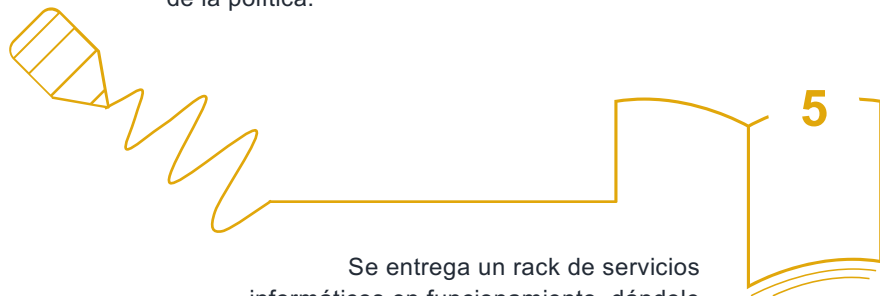 de la política.
5
Se entrega un rack de servicios
informáticos en funcionamiento, dándole